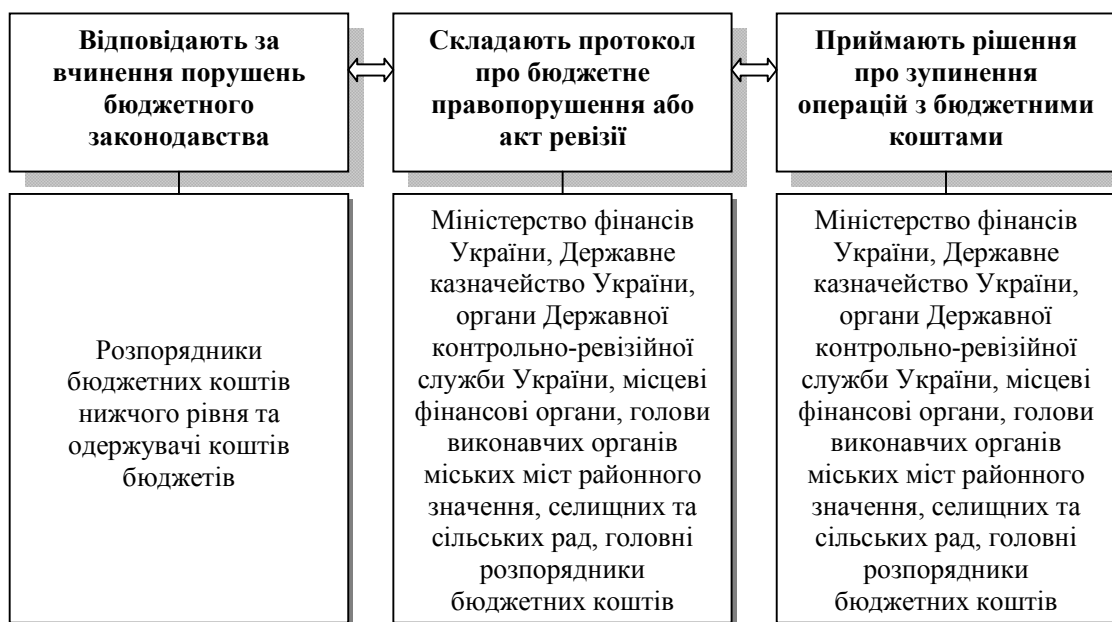 Відповідають за
вчинення порушень
бюджетного
законодавства
Складають протокол
про бюджетне
правопорушення або
акт ревізії
Приймають рішення
про зупинення
операцій з бюджетними
коштами
Розпорядники
бюджетних коштів
нижчого рівня та
одержувачі коштів
бюджетів
Міністерство фінансів
України, Державне
казначейство України,
органи Державної
контрольно-ревізійної
служби України, місцеві
фінансові органи, голови
виконавчих органів
міських міст районного
значення, селищних та
сільських рад, головні
розпорядники
бюджетних коштів
Міністерство фінансів
України, Державне
казначейство України,
органи Державної
контрольно-ревізійної
служби України, місцеві
фінансові органи, голови
виконавчих органів
міських міст районного
значення, селищних та
сільських рад, головні
розпорядники
бюджетних коштів